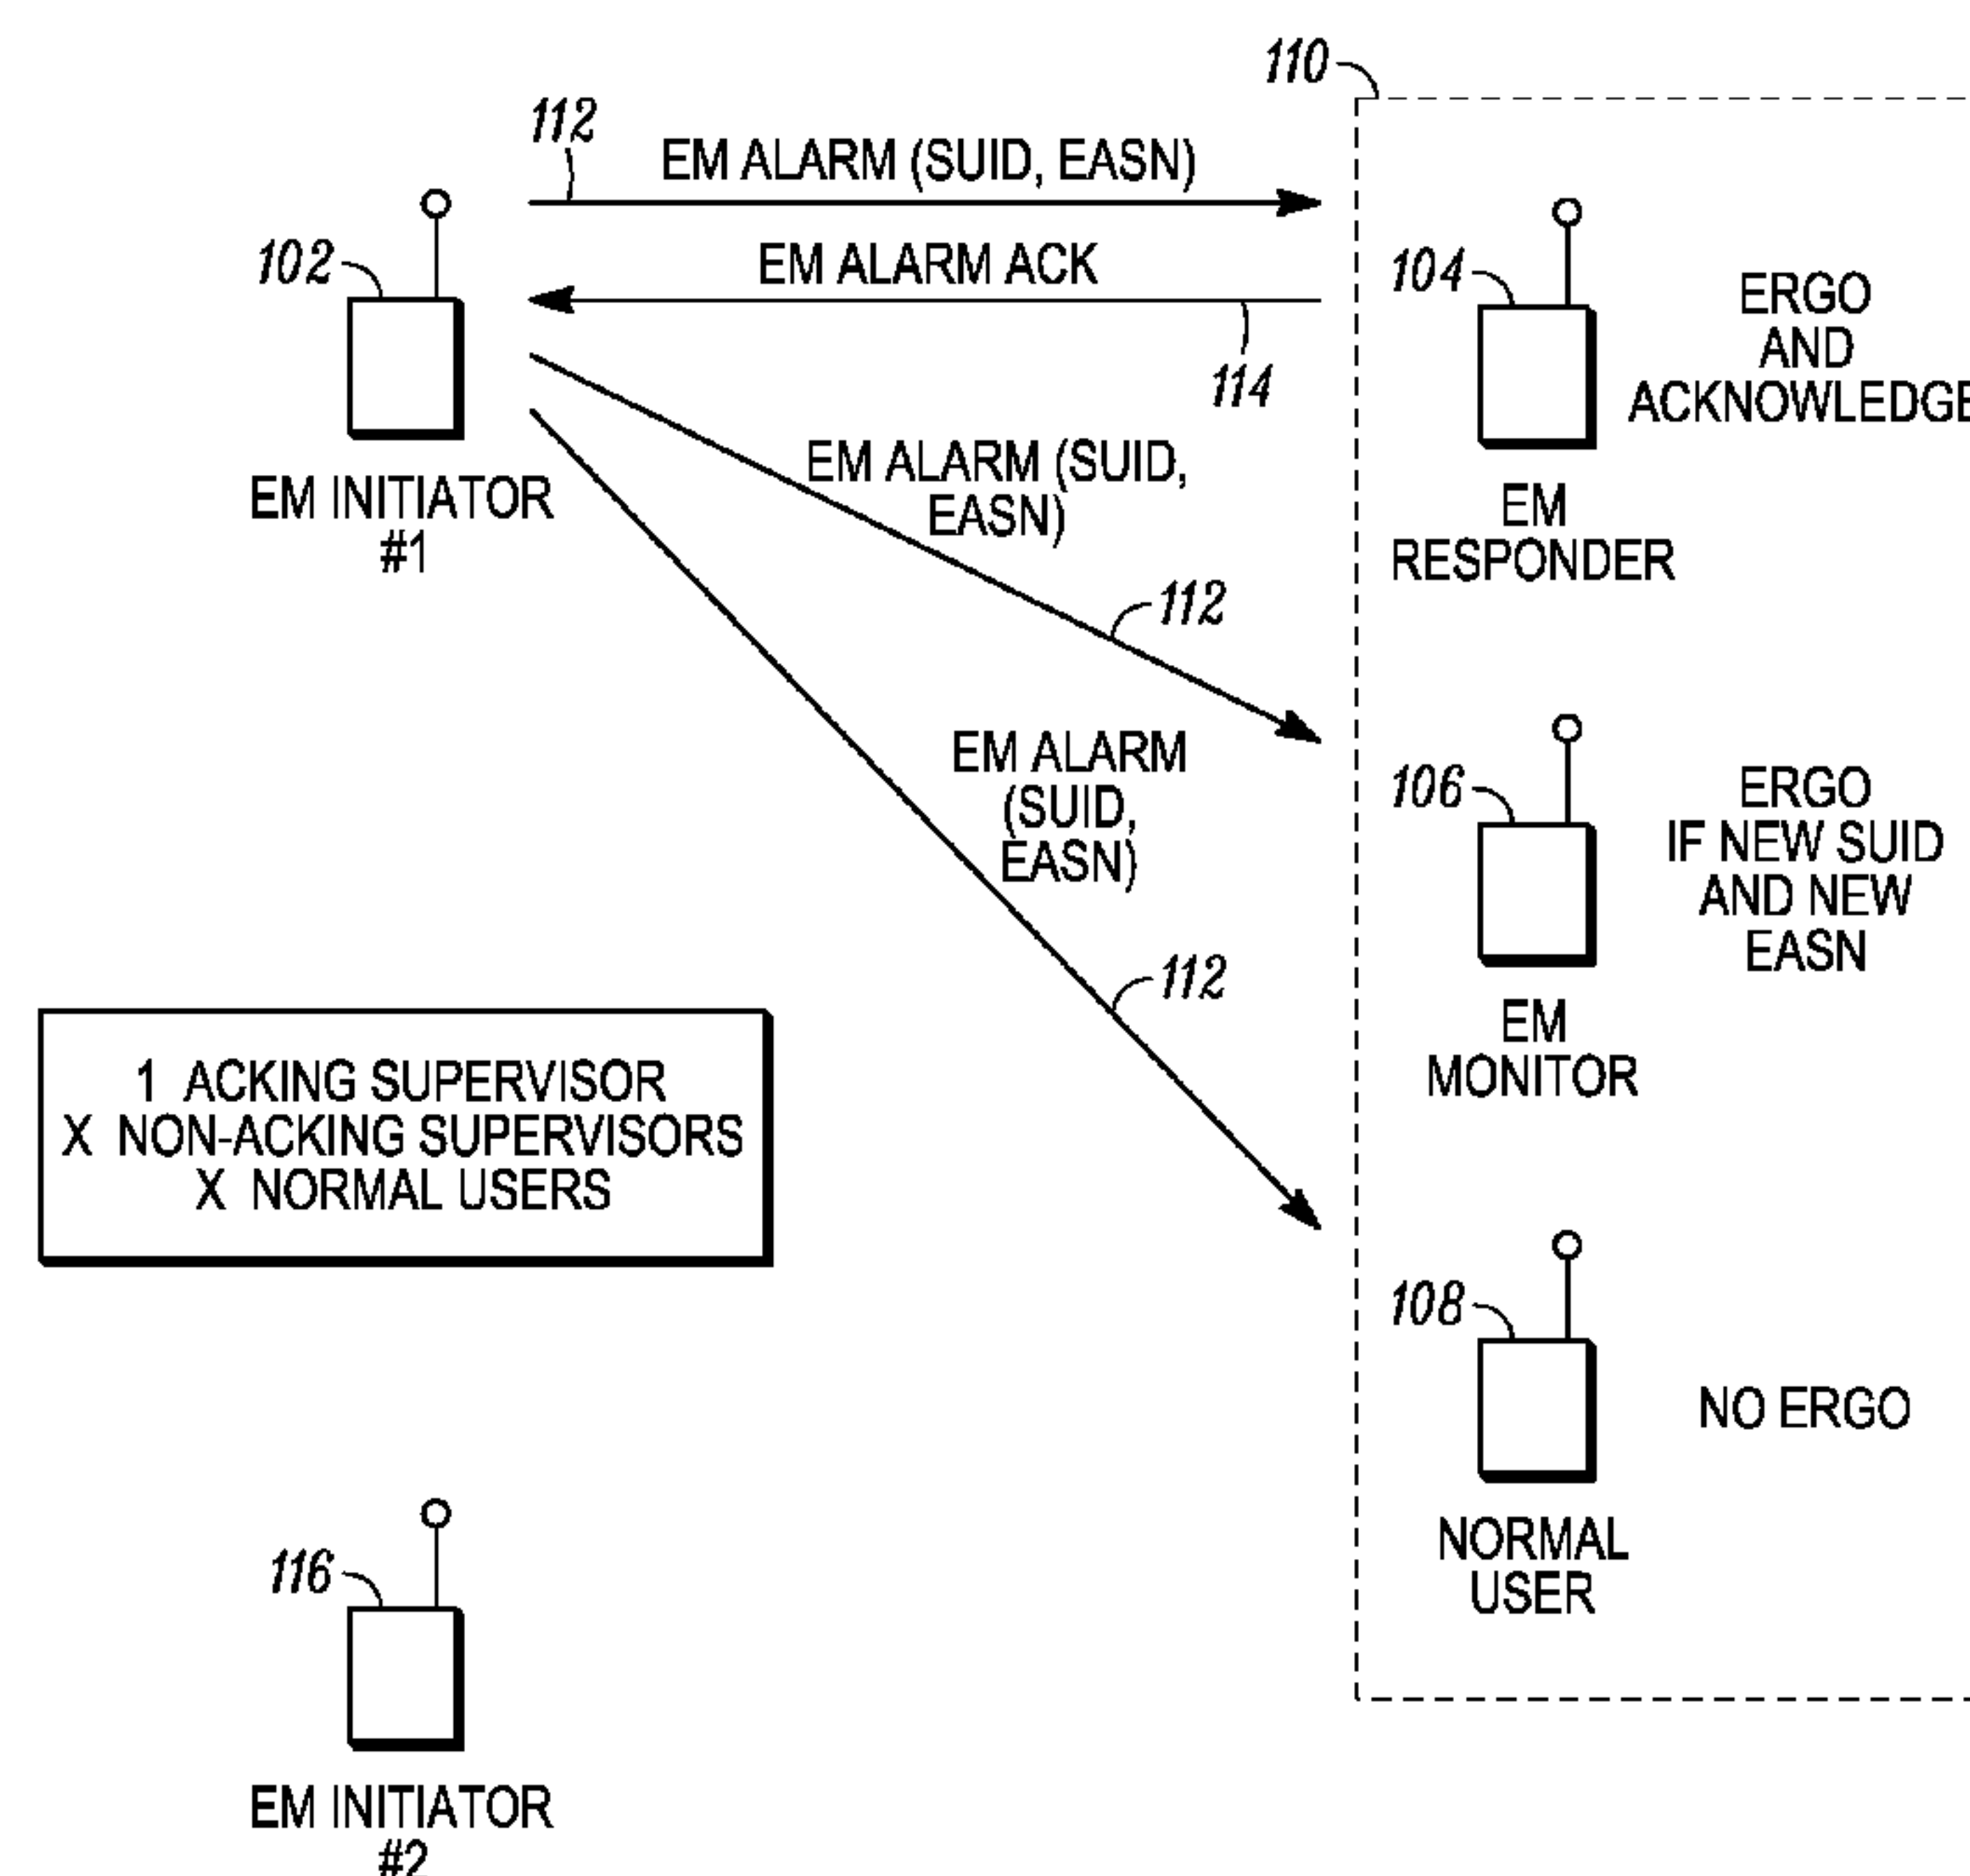 110
112
EM ALARM (SUID, EASN)
102
EM ALARM ACK
104
ERGO
AND
ACKNOWLEDGE
114
EM INITIATOR
#1
EM ALARM (SUID,
EASN)
EM
RESPONDER
112
EM ALARM
(SUID,
EASN)
106
ERGO
IF NEW SUID
AND NEW
EASN
112
EM
MONITOR
1 ACKING SUPERVISOR
X NON-ACKING SUPERVISORS
X NORMAL USERS
108
NO ERGO
NORMAL
USER
116
EM INITIATOR
#2